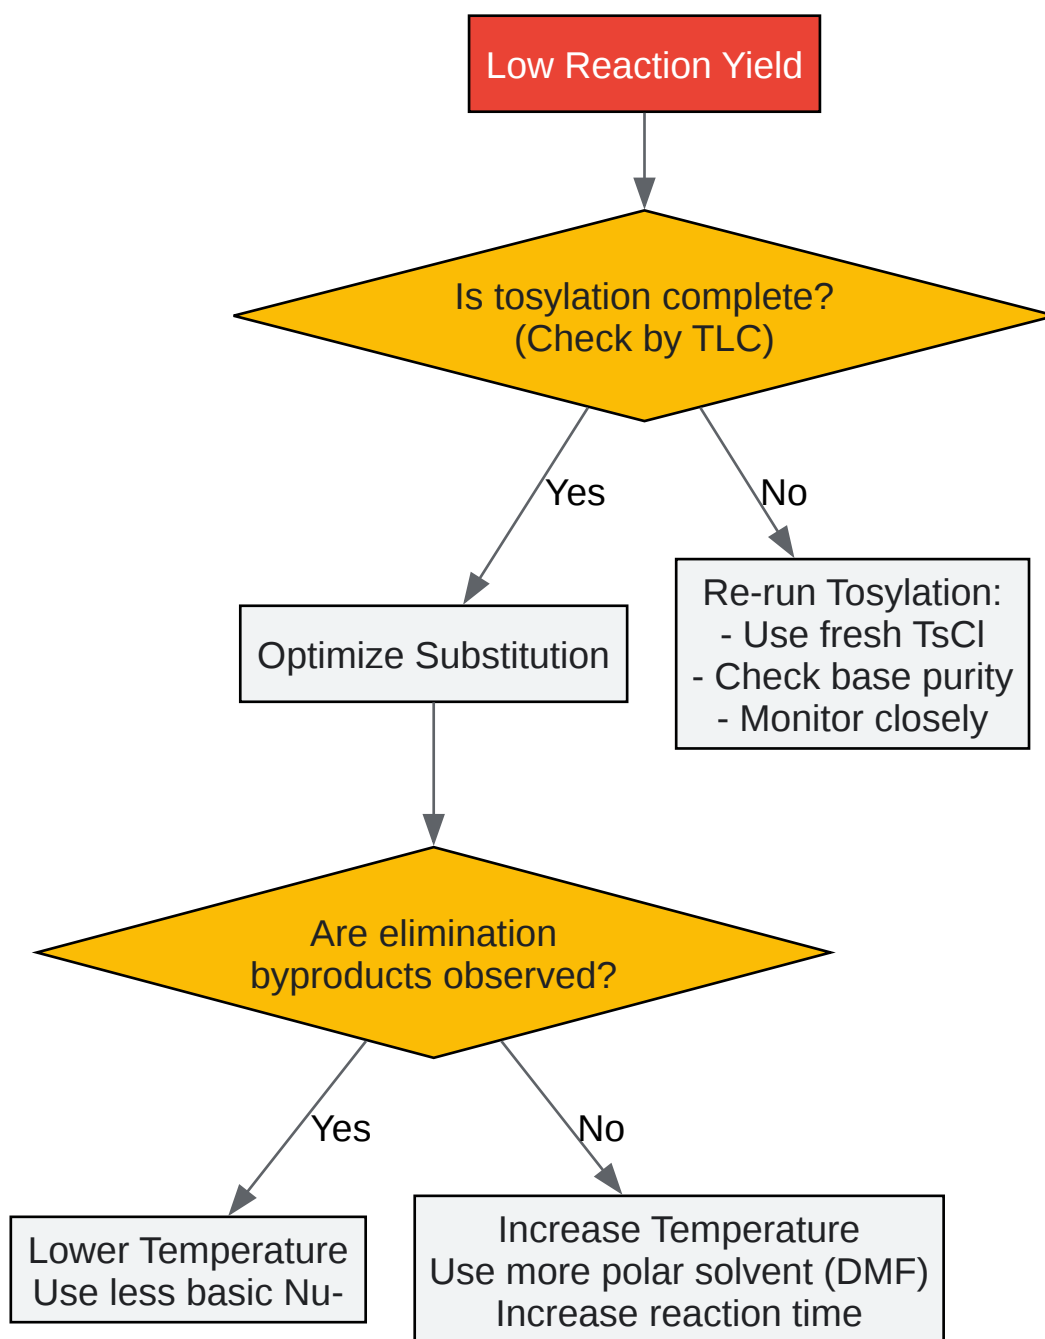 Low Reaction Yield
Is tosylation complete?
(Check by TLC)
Yes
No
Optimize Substitution
Re-run Tosylation:
- Use fresh TsCl
- Check base purity
- Monitor closely
Are elimination
byproducts observed?
Yes
No
Lower Temperature
Use less basic Nu-
Increase Temperature
Use more polar solvent (DMF)
Increase reaction time